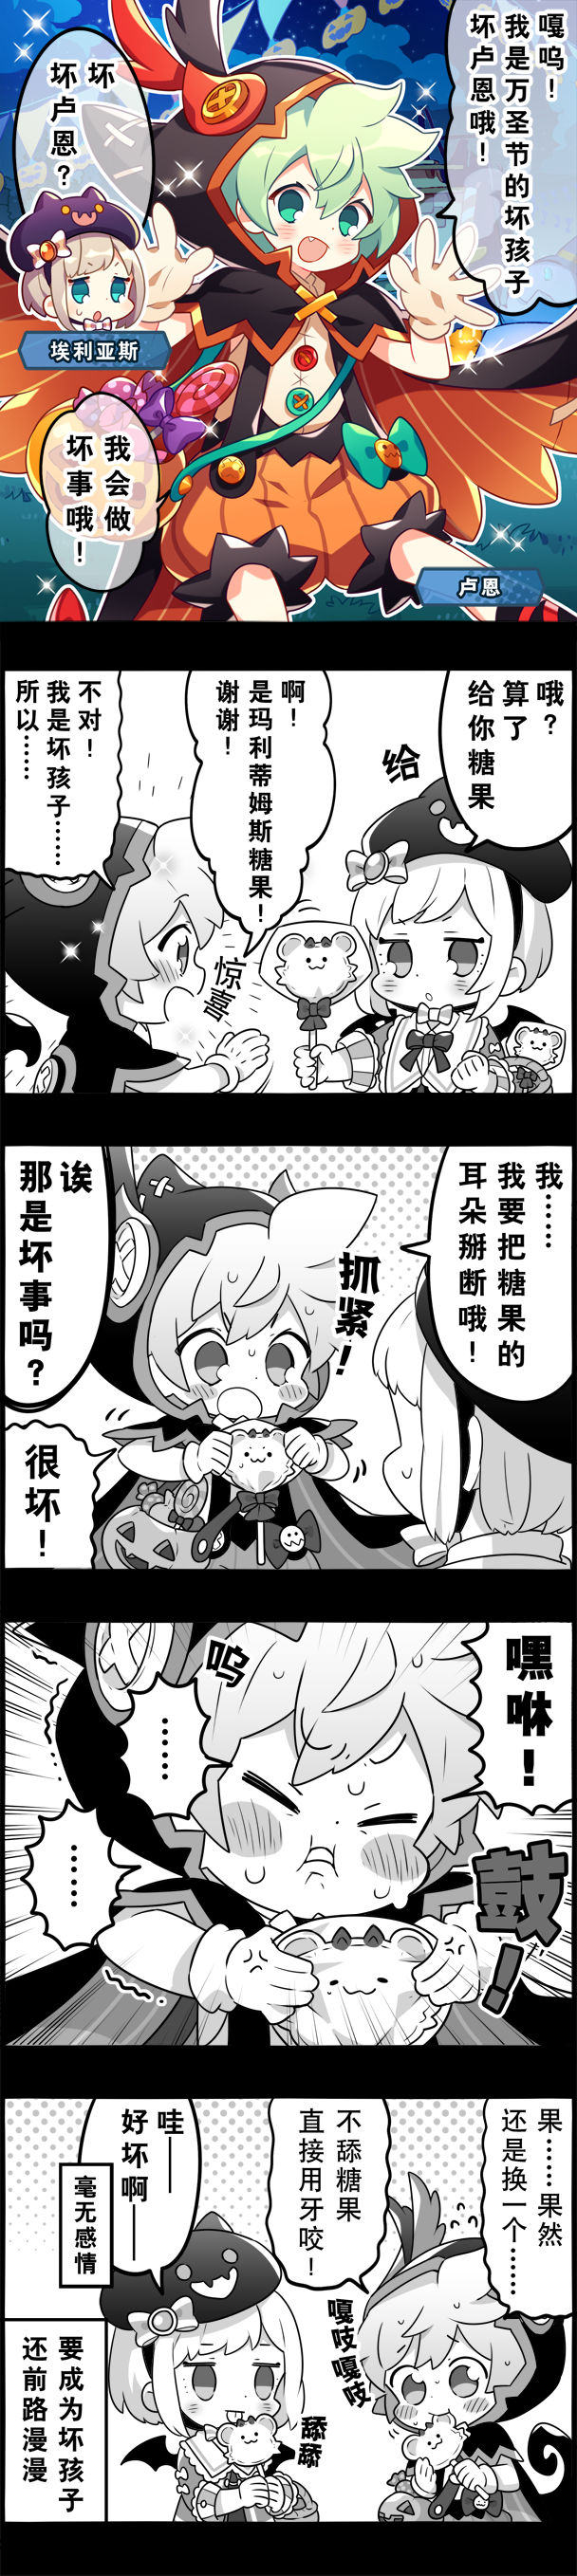 嘎呜！
我是万圣节的坏孩子
坏卢恩哦！
坏
坏卢恩？
埃利亚斯
我会做
坏事哦！
卢恩
哦？
算了
给你糖果
给
啊！
是玛利蒂姆斯糖果！
谢谢！
惊喜
不对！
我是坏孩子……
所以……
我……
我要把糖果的
耳朵掰断哦！
抓紧！
诶
那是坏事吗？
很坏！
嘿咻！
鼓！
呜
……
……
果……果然
还是换一个……
不舔糖果
直接用牙咬！
嘎吱嘎吱
哇——
好坏啊——
毫无感情
舔舔
要成为坏孩子
还前路漫漫